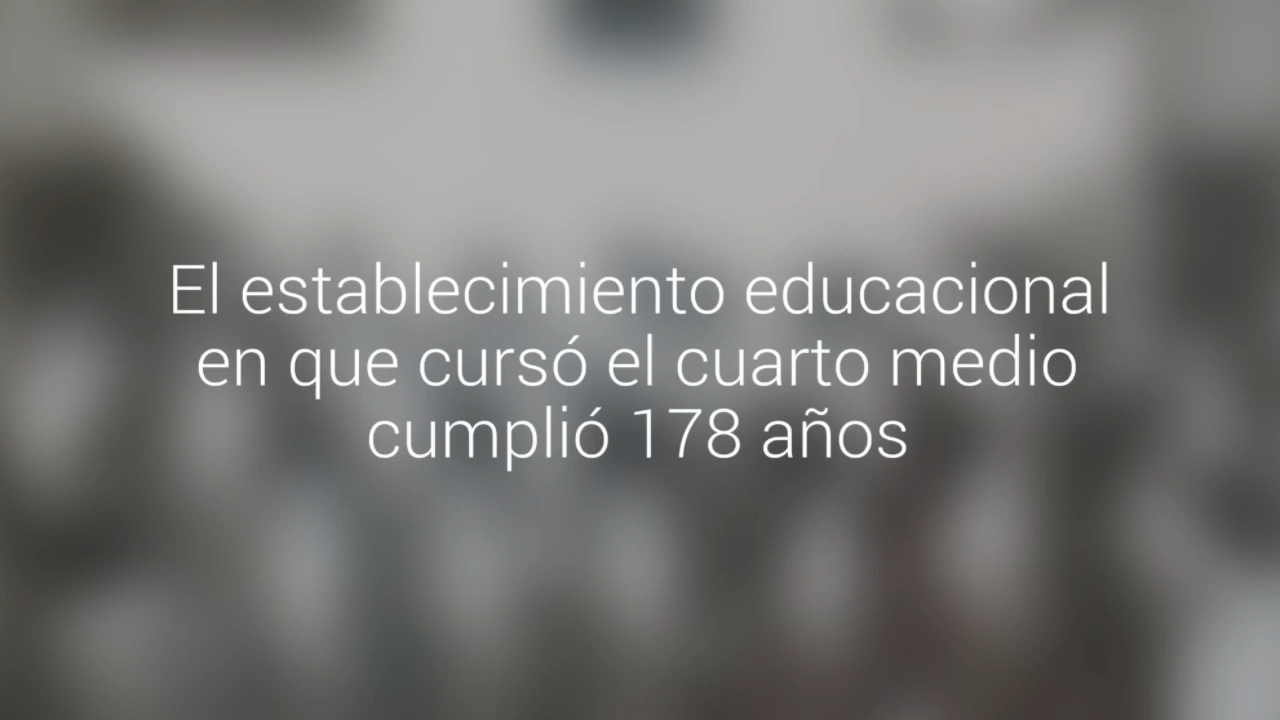 El establecimiento educacional
en que cursó el cuarto medio
cumplió 178 años